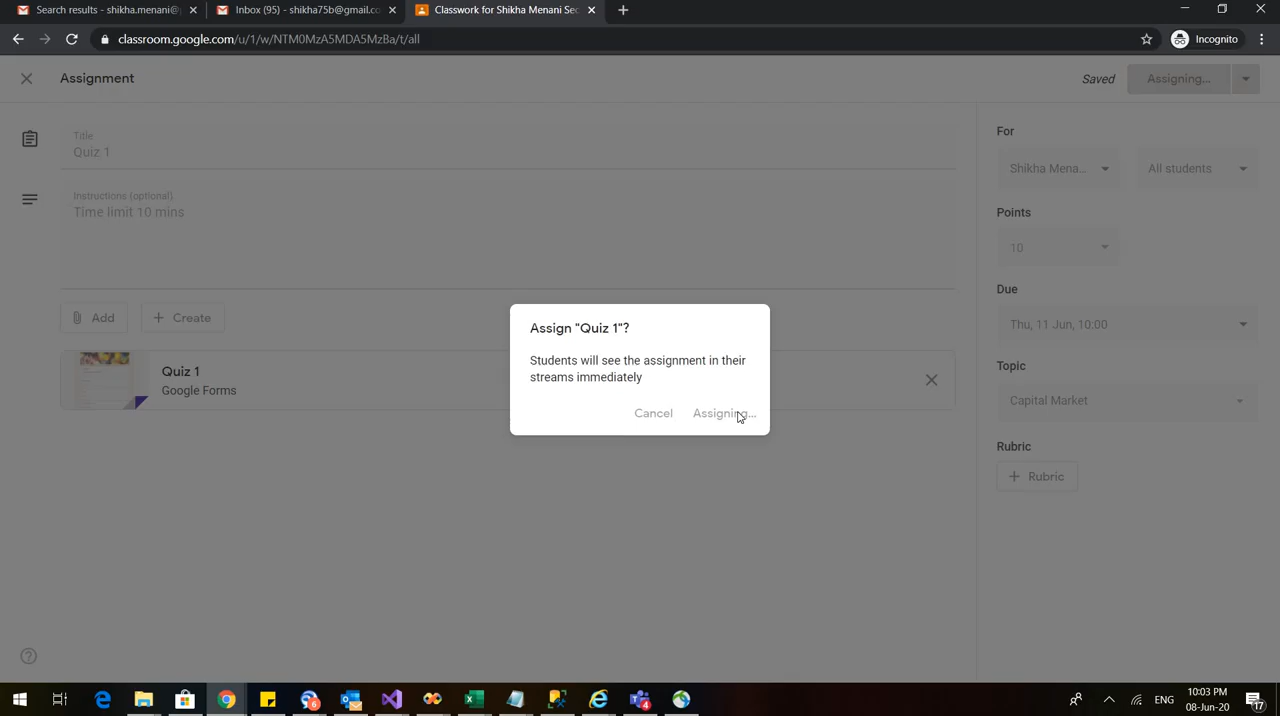 Search results - shikha.menani@
Inbox (95) - shikha75b@gmail.co
Classwork for Shikha Menani Sec
classroom.google.com/u/1/w/NTM0MzA5MDA5MzBa/t/all
Incognito
Assignment
Saved
Assigning...
Title
Quiz 1
Instructions (optional)
Time limit 10 mins
Add
Create
Quiz 1
Google Forms
For
Shikha Mena...
All students
Points
10
Due
Thu, 11 Jun, 10:00
Topic
Capital Market
Rubric
Rubric
Assign "Quiz 1"?
Students will see the assignment in their
streams immediately
Cancel
Assigning...
6
4
ENG
10:03 PM
08-Jun-20
17